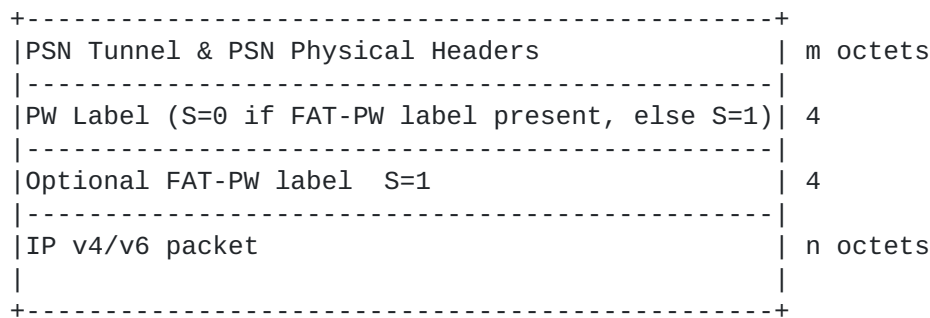 +-------------------------------------------------+
|PSN Tunnel & PSN Physical Headers                | m octets
|-------------------------------------------------|
|PW Label (S=0 if FAT-PW label present, else S=1)| 4
|-------------------------------------------------|
|Optional FAT-PW label  S=1                       | 4
|-------------------------------------------------|
|IP v4/v6 packet                                  | n octets
|                                                 |
+-------------------------------------------------+